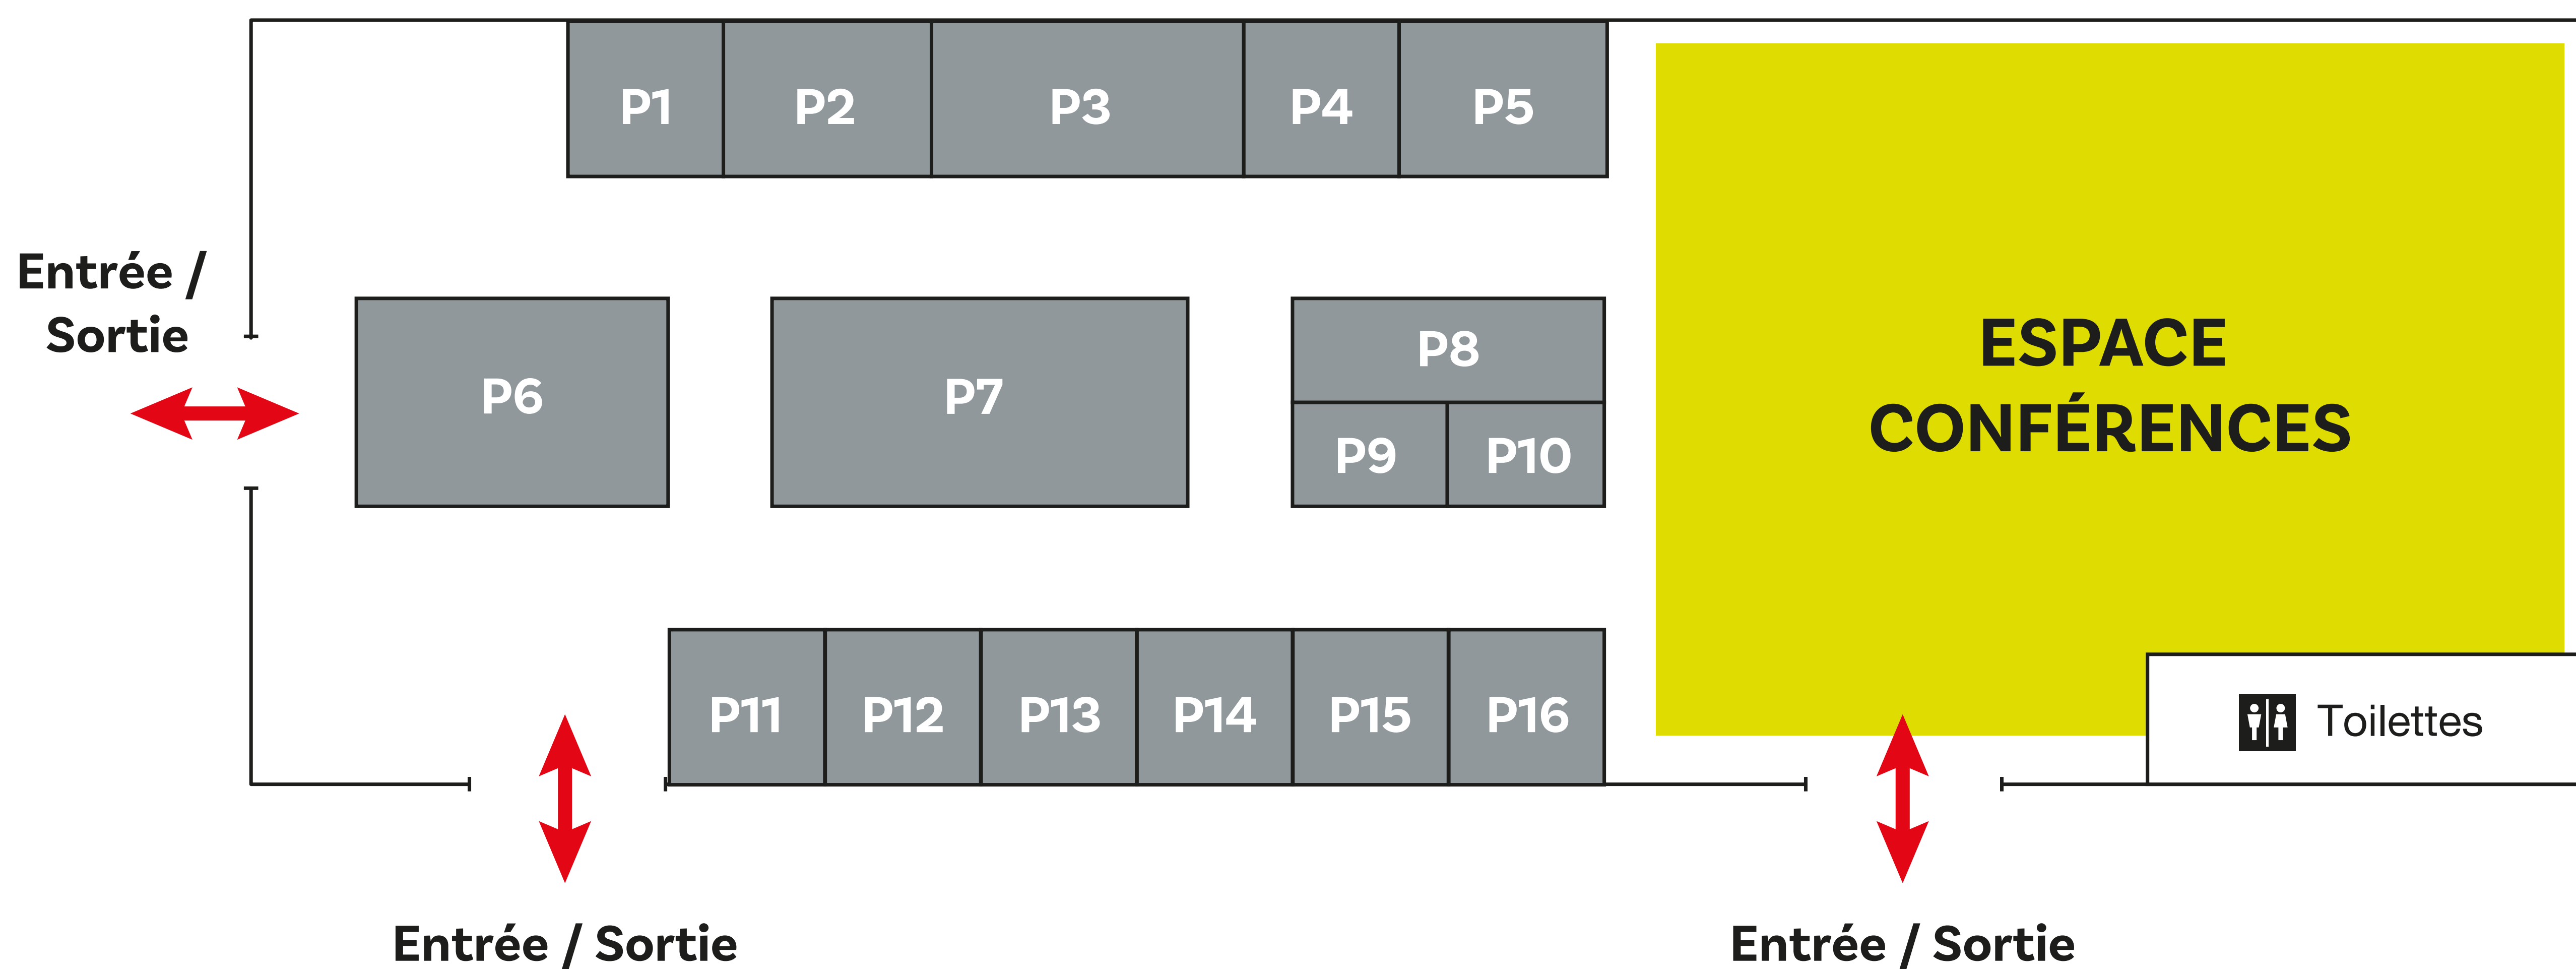 P1
P2
P3
P4
P5
Entrée /
Sortie
P6
P7
P8
P9
P10
ESPACE
CONFÉRENCES
P11
P12
P13
P14
P15
P16
Toilettes
Entrée / Sortie
Entrée / Sortie